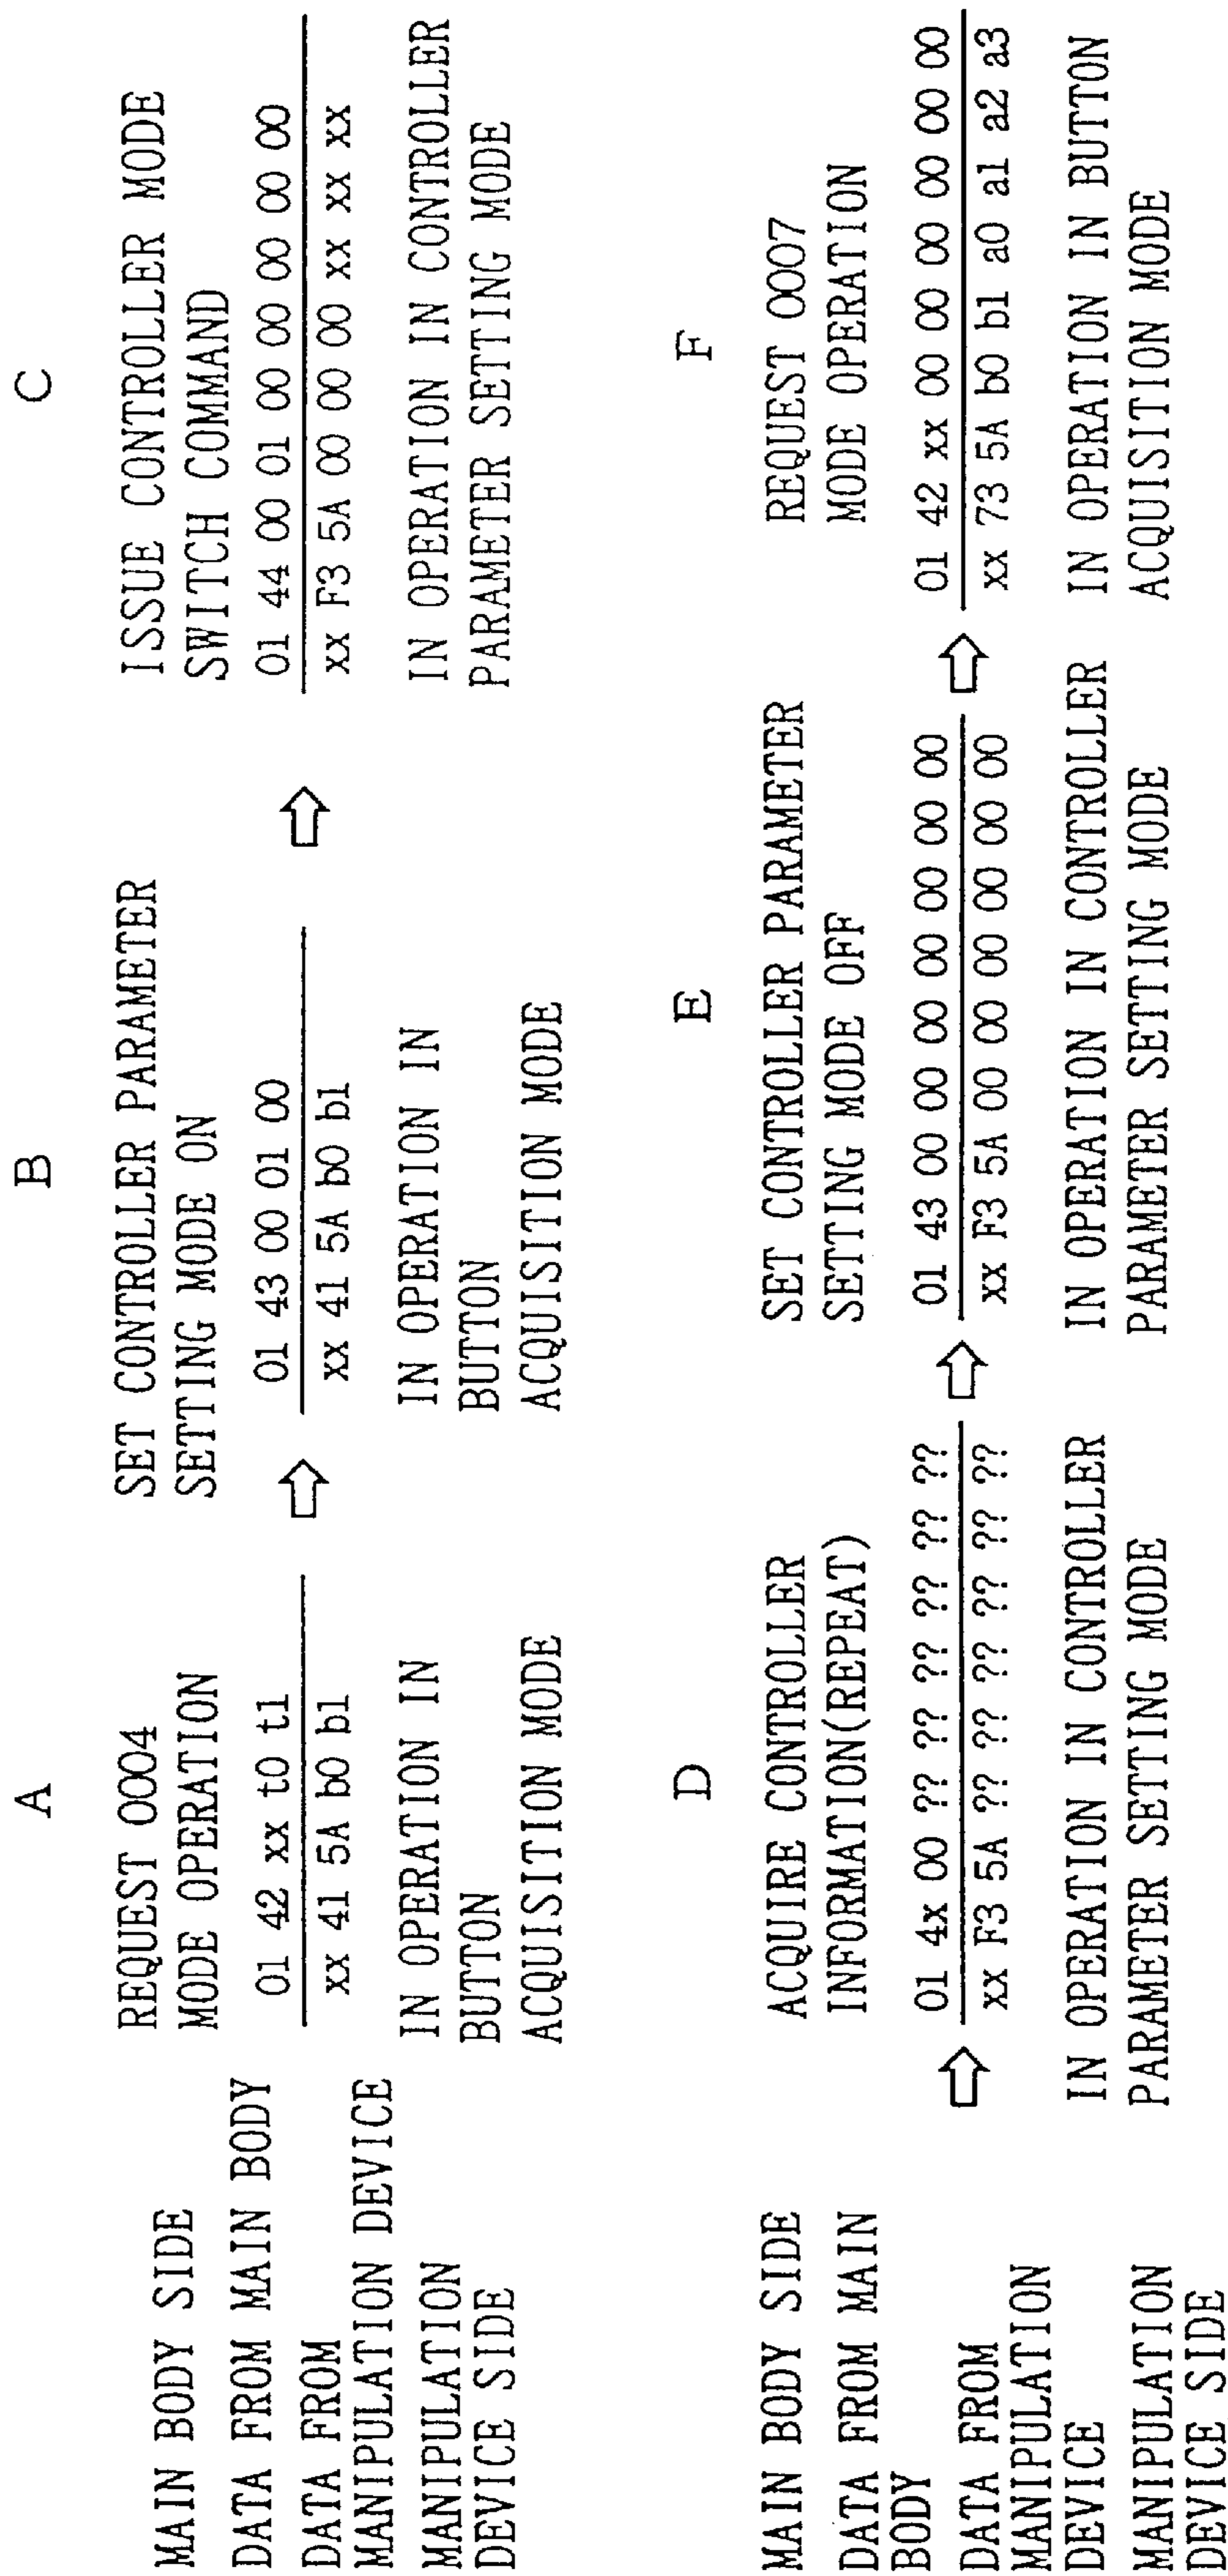 A
B
C
MAIN BODY SIDE
REQUEST 0004
MODE OPERATION
SET CONTROLLER PARAMETER
SETTING MODE ON
ISSUE CONTROLLER MODE
SWITCH COMMAND
DATA FROM MAIN BODY
01 42 xx t0 t1
01 43 00 01 00
01 44 00 01 00 00 00 00 00
DATA FROM
MANIPULATION DEVICE
xx 41 5A b0 b1
xx 41 5A b0 b1
xx F3 5A 00 00 00 xx xx xx
MANIPULATION
DEVICE SIDE
IN OPERATION IN
BUTTON
ACQUISITION MODE
IN OPERATION IN
BUTTON
ACQUISITION MODE
IN OPERATION IN CONTROLLER
PARAMETER SETTING MODE
D
E
F
MAIN BODY SIDE
ACQUIRE CONTROLLER
INFORMATION(REPEAT)
SET CONTROLLER PARAMETER
SETTING MODE OFF
REQUEST 0007
MODE OPERATION
DATA FROM MAIN
BODY
01 4x 00 ?? ?? ?? ?? ?? ??
01 43 00 00 00 00 00 00 00
01 42 xx 00 00 00 00 00 00
DATA FROM
MANIPULATION
DEVICE
xx F3 5A ?? ?? ?? ?? ?? ??
xx F3 5A 00 00 00 00 00 00
xx 73 5A b0 b1 a0 a1 a2 a3
MANIPULATION
DEVICE SIDE
IN OPERATION IN CONTROLLER
PARAMETER SETTING MODE
IN OPERATION IN CONTROLLER
PARAMETER SETTING MODE
IN OPERATION IN BUTTON
ACQUISITION MODE